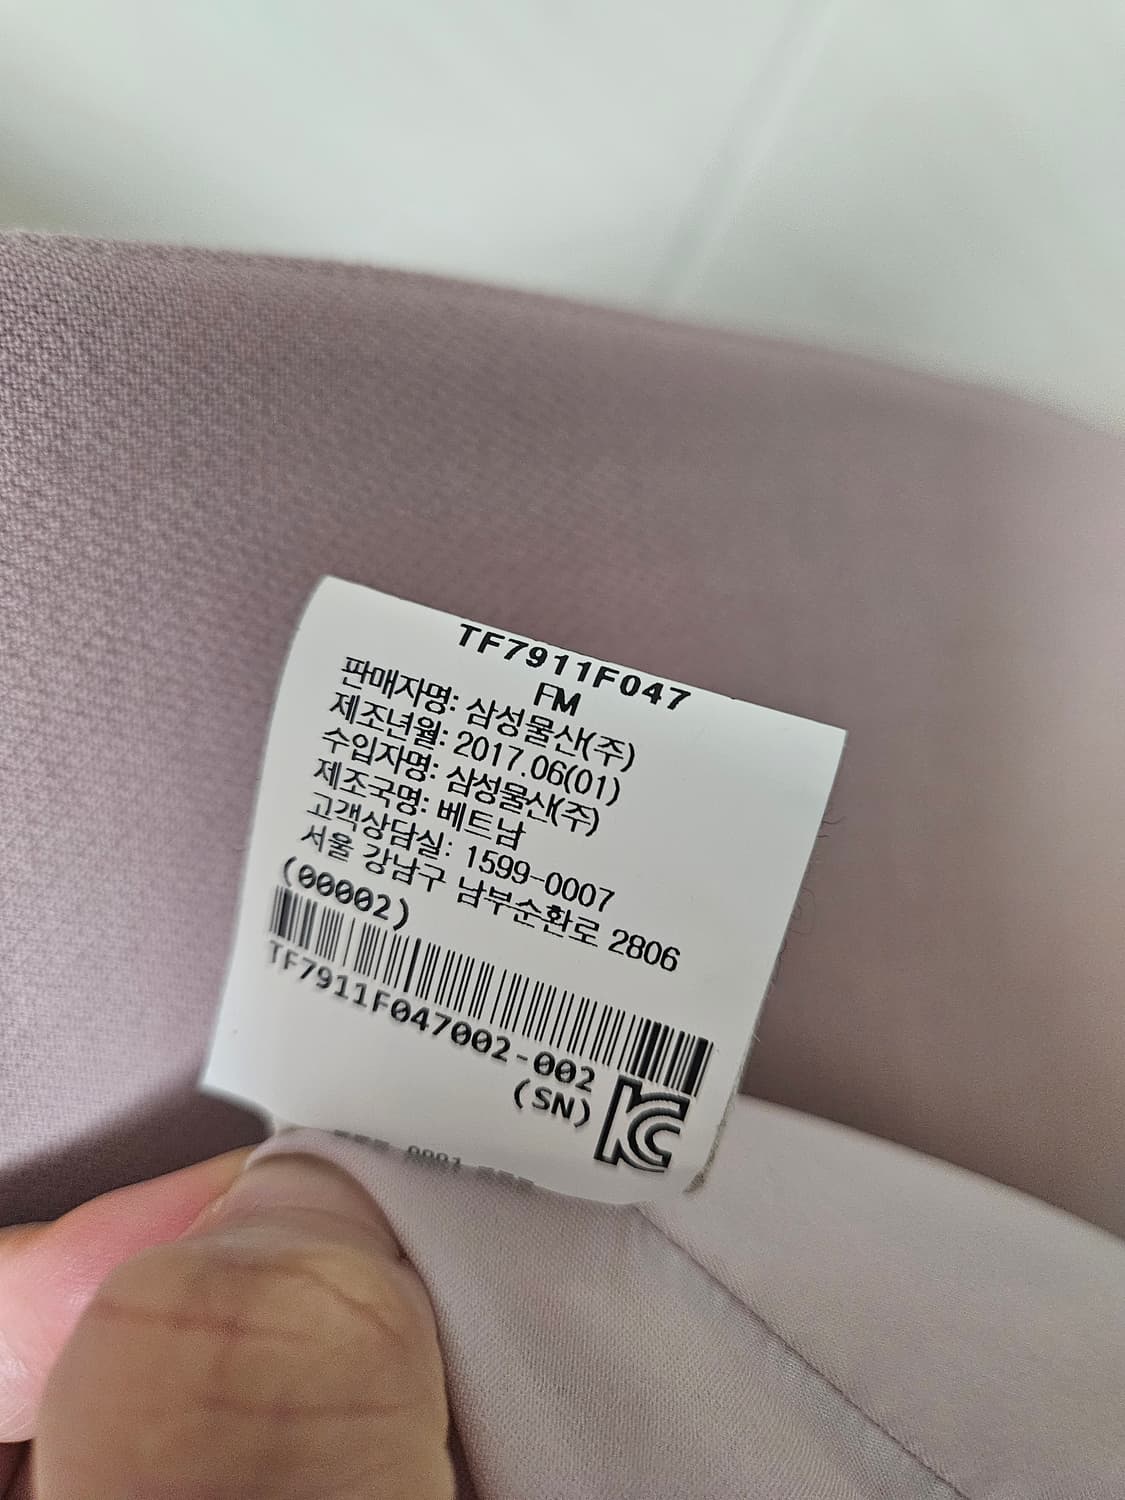 TF7911F047
FM
판매자명: 삼성물산(주)
제조년월: 2017.06(01)
수입자명: 삼성물산(주)
제조국명: 베트남
고객상담실: 1599-0007
서울 강남구 남부순환로 2806
(00002)
TF7911F047002-002
(SN)
KC